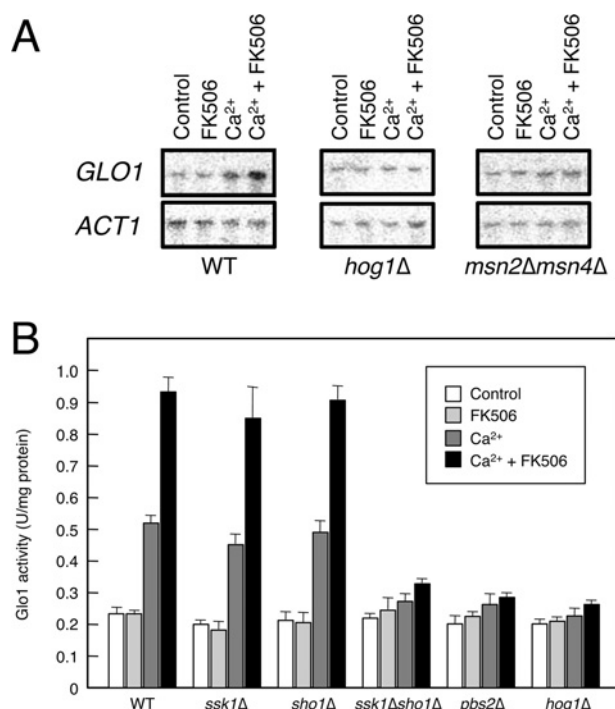 A
Control
FK506
Ca²⁺
Ca²⁺ + FK506
Control
FK506
Ca²⁺
Ca²⁺ + FK506
Control
FK506
Ca²⁺
Ca²⁺ + FK506
GLO1
ACT1
WT
hog1Δ
msn2Δmsn4Δ
B
Glo1 activity (U/mg protein)
1.0
0.9
0.8
0.7
0.6
0.5
0.4
0.3
0.2
0.1
0
Control
FK506
Ca²⁺
Ca²⁺ + FK506
WT
ssk1Δ
sho1Δ
ssk1Δsho1Δ
pbs2Δ
hog1Δ